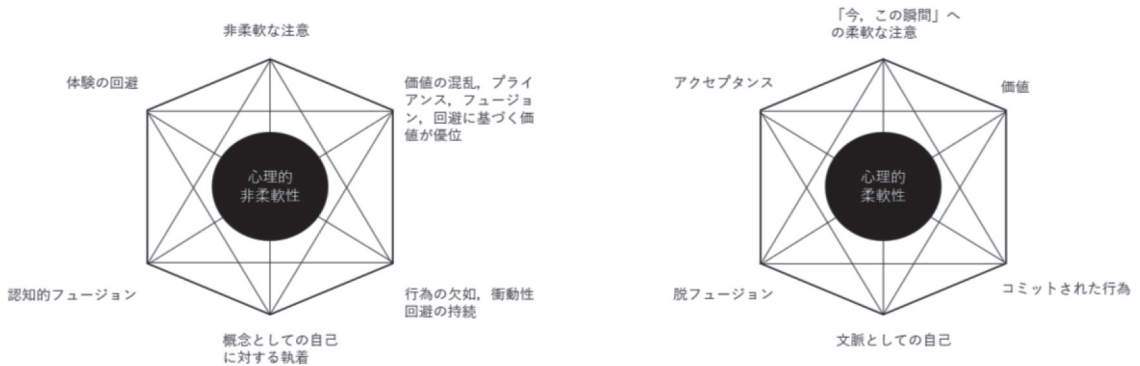 非柔軟な注意
体験の回避
価値の混乱，プライ
アンス，フュージョ
ン，回避に基づく価
値が優位
心理的
非柔軟性
認知的フュージョン
行為の欠如，衝動性
回避の持続
概念としての自己
に対する執着
「今，この瞬間」へ
の柔軟な注意
アクセプタンス
価値
心理的
柔軟性
脱フュージョン
コミットされた行為
文脈としての自己